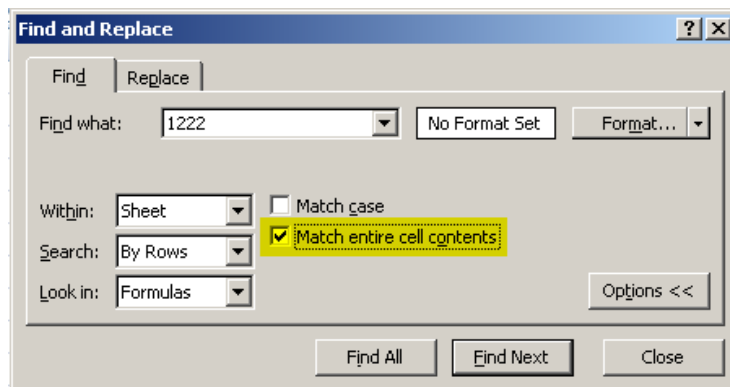 Find and Replace ? X
Find Replace
Find what: 1222 No Format Set Format...
Within: Sheet Match case
Match entire cell contents
Search: By Rows
Look in: Formulas Options <<
Find All Find Next Close